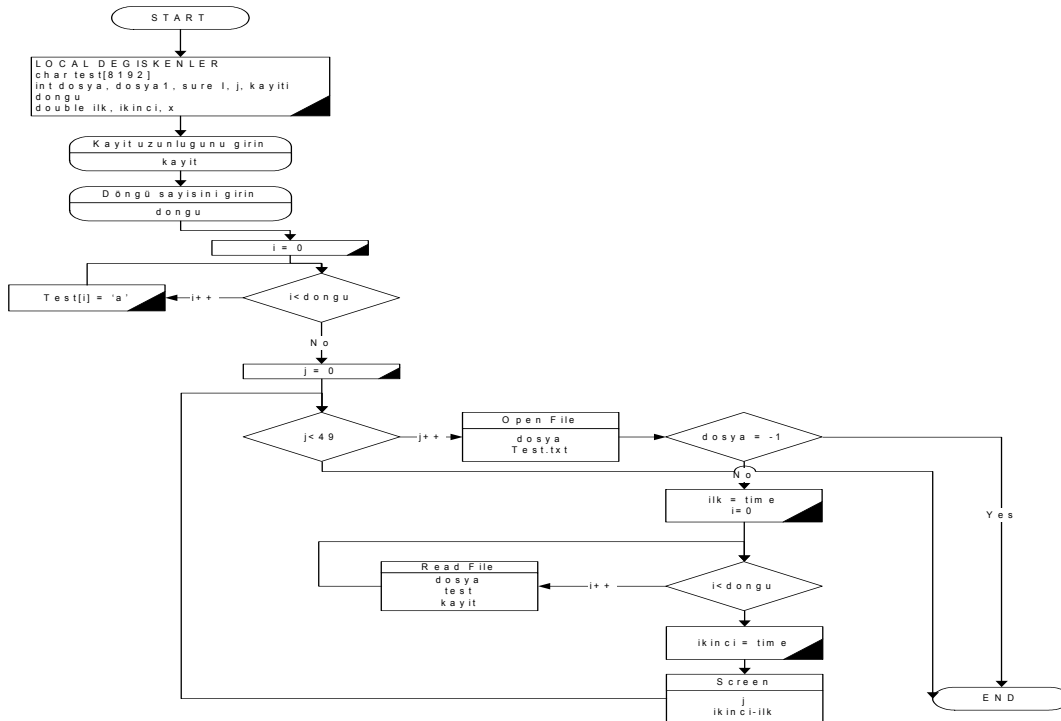 START
LOCAL DEGISKENLER
char test[8192]
int dosya, dosya1, sure I, j, kayiti
dongu
double ilk, ikinci, x
Kayit uzunlugunu girin
kayit
Döngü sayisini girin
dongu
i = 0
Test[i] = 'a'
i++
i<dongu
No
j = 0
j<49
j++
Open File
dosya
Test.txt
dosya = -1
No
Yes
ilk = time
i=0
Read File
dosya
test
kayit
i++
i<dongu
ikinci = time
Screen
j
ikinci-ilk
END